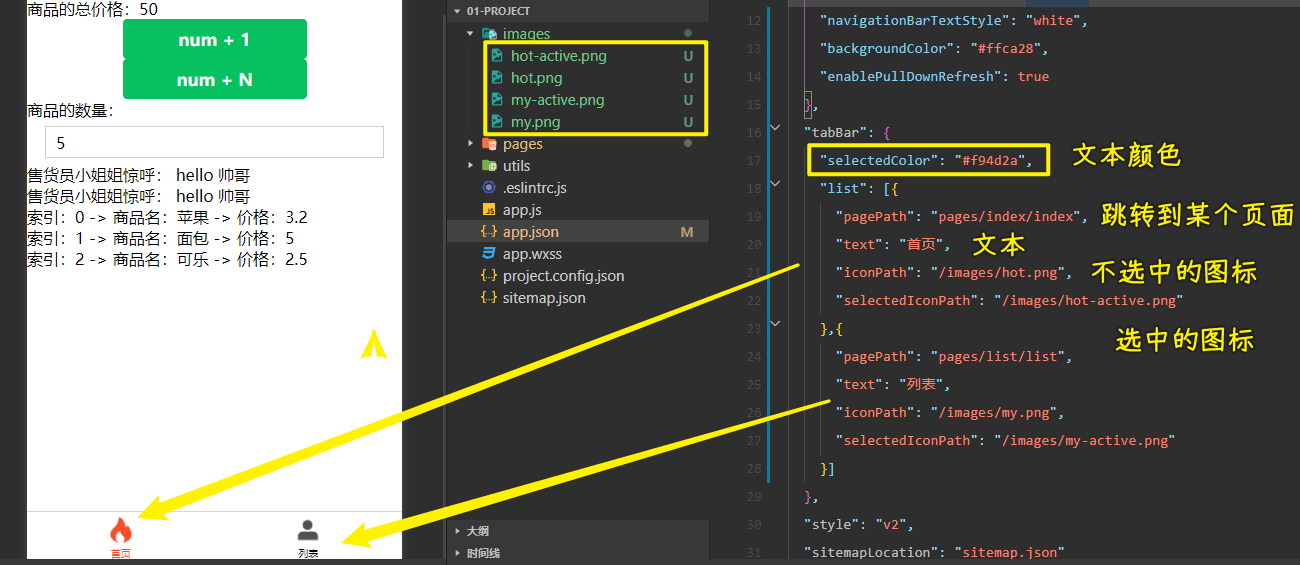 商品的总价格：50
num + 1
num + N
商品的数量：
5
售货员小姐姐惊呼： hello 帅哥
售货员小姐姐惊呼： hello 帅哥
索引：0 -> 商品名：苹果 -> 价格：3.2
索引：1 -> 商品名：面包 -> 价格：5
索引：2 -> 商品名：可乐 -> 价格：2.5
首页
列表
01-PROJECT
images
hot-active.png U
hot.png U
my-active.png U
my.png U
pages
utils
.eslintrc.js
JS app.js
{..} app.json M
app.wxss
{..} project.config.json
{..} sitemap.json
大纲
时间线
12 "navigationBarTextStyle": "white",
13 "backgroundColor": "#ffca28",
14 "enablePullDownRefresh": true
15 },
16 "tabBar": {
17 "selectedColor": "#f94d2a", 文本颜色
18 "list": [{
19 "pagePath": "pages/index/index", 跳转到某个页面
20 "text": "首页", 文本
21 "iconPath": "/images/hot.png", 不选中的图标
22 "selectedIconPath": "/images/hot-active.png"
23 },{ 选中的图标
24 "pagePath": "pages/list/list",
25 "text": "列表",
26 "iconPath": "/images/my.png",
27 "selectedIconPath": "/images/my-active.png"
28 }]
29 },
30 "style": "v2",
31 "sitemapLocation": "sitemap.json"